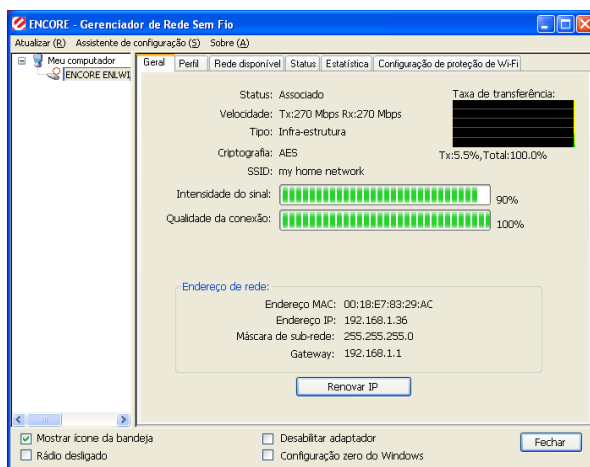 ENCORE - Gerenciador de Rede Sem Fio
Atualizar (R) Assistente de configuração (S) Sobre (A)
Meu computador
ENCORE ENLWI
Geral Perfil Rede disponível Status Estatística Configuração de proteção de Wi-Fi
Status: Associado
Taxa de transferência:
Velocidade: Tx:270 Mbps Rx:270 Mbps
Tipo: Infra-estrutura
Criptografia: AES
Tx:5.5%, Total:100.0%
SSID: my home network
Intensidade do sinal: 90%
Qualidade da conexão: 100%
Endereço de rede:
Endereço MAC: 00:18:E7:83:29:AC
Endereço IP: 192.168.1.36
Máscara de sub-rede: 255.255.255.0
Gateway: 192.168.1.1
Renovar IP
Mostrar ícone da bandeja
Desabilitar adaptador
Fechar
Rádio desligado
Configuração zero do Windows